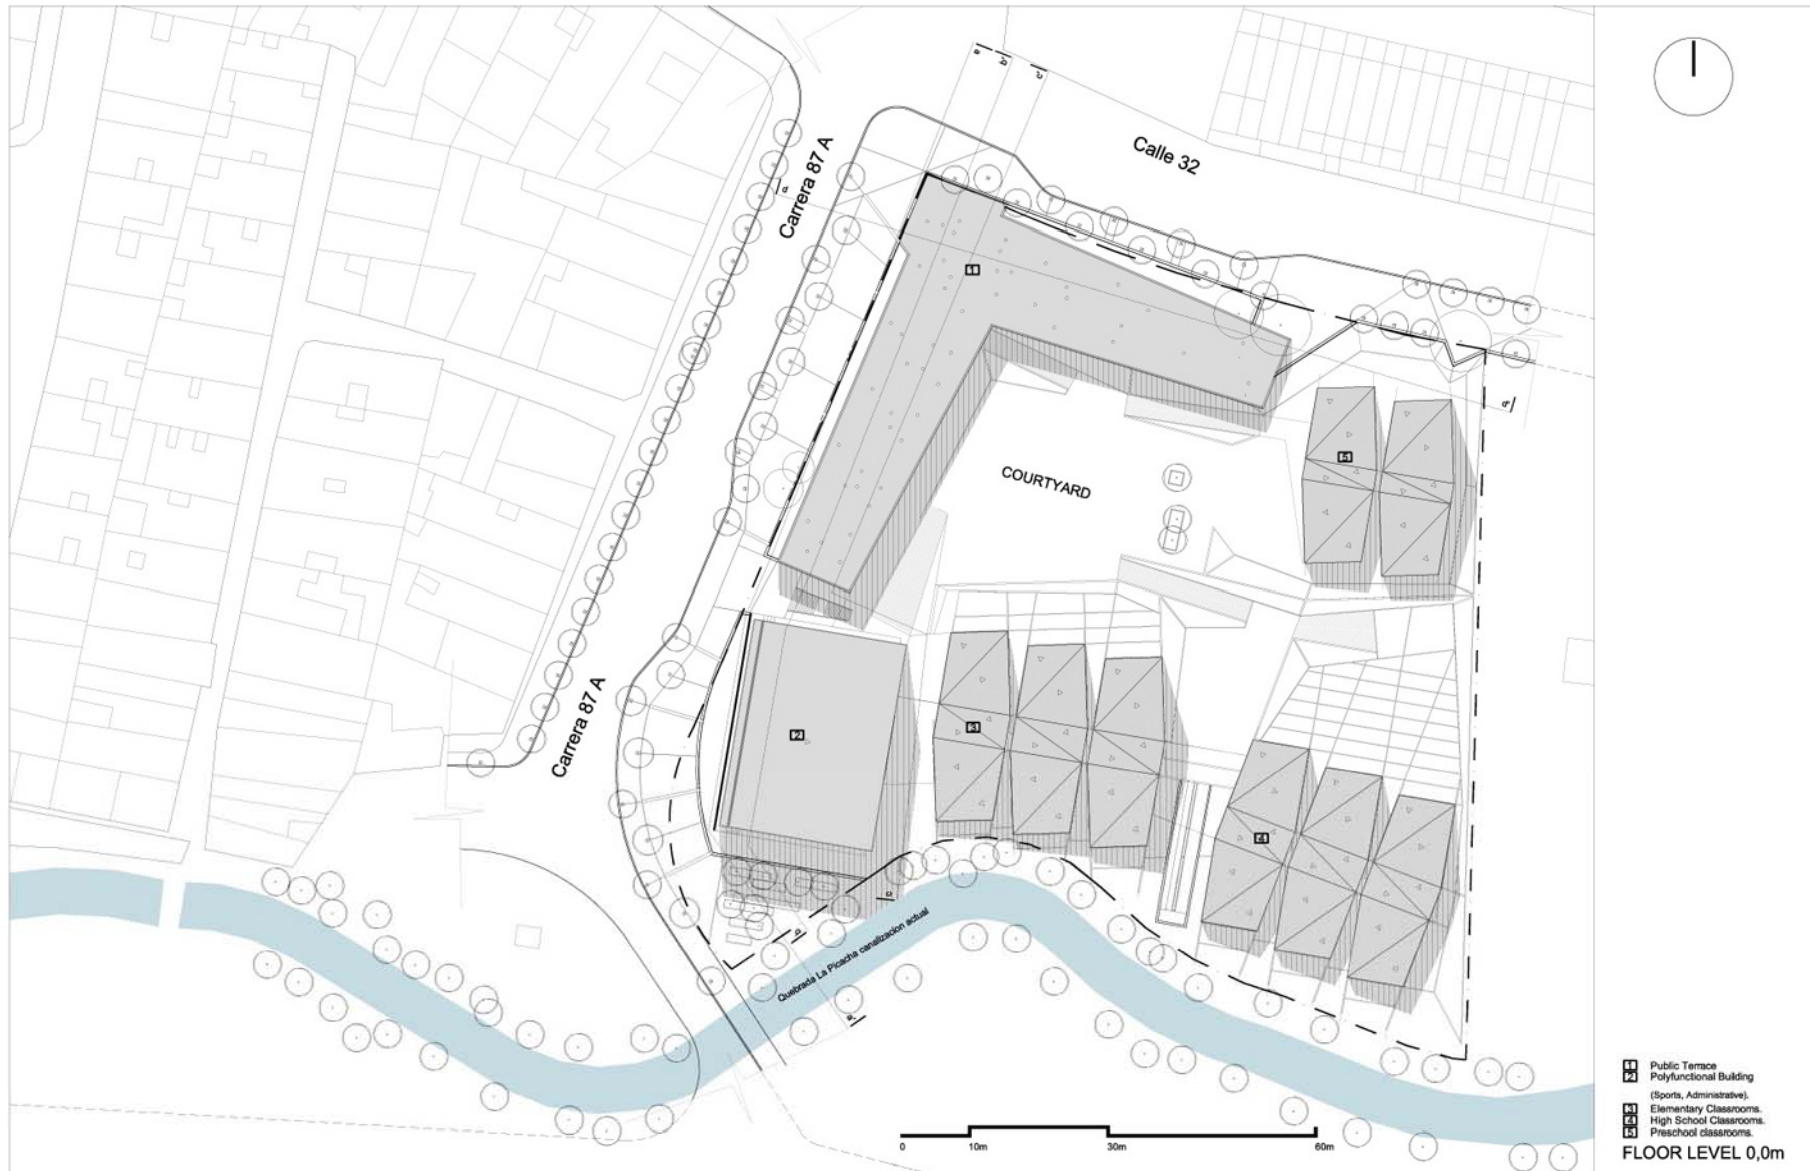 Calle 32
Carrera 87 A
1
COURTYARD
5
Carrera 87 A
2
3
4
Quebrada La Picacha canalizacion actual
0 10m 30m 60m
1 Public Terrace
2 Polyfunctional Building
(Sports, Administrative).
3 Elementary Classrooms.
4 High School Classrooms.
5 Preschool classrooms.
FLOOR LEVEL 0,0m